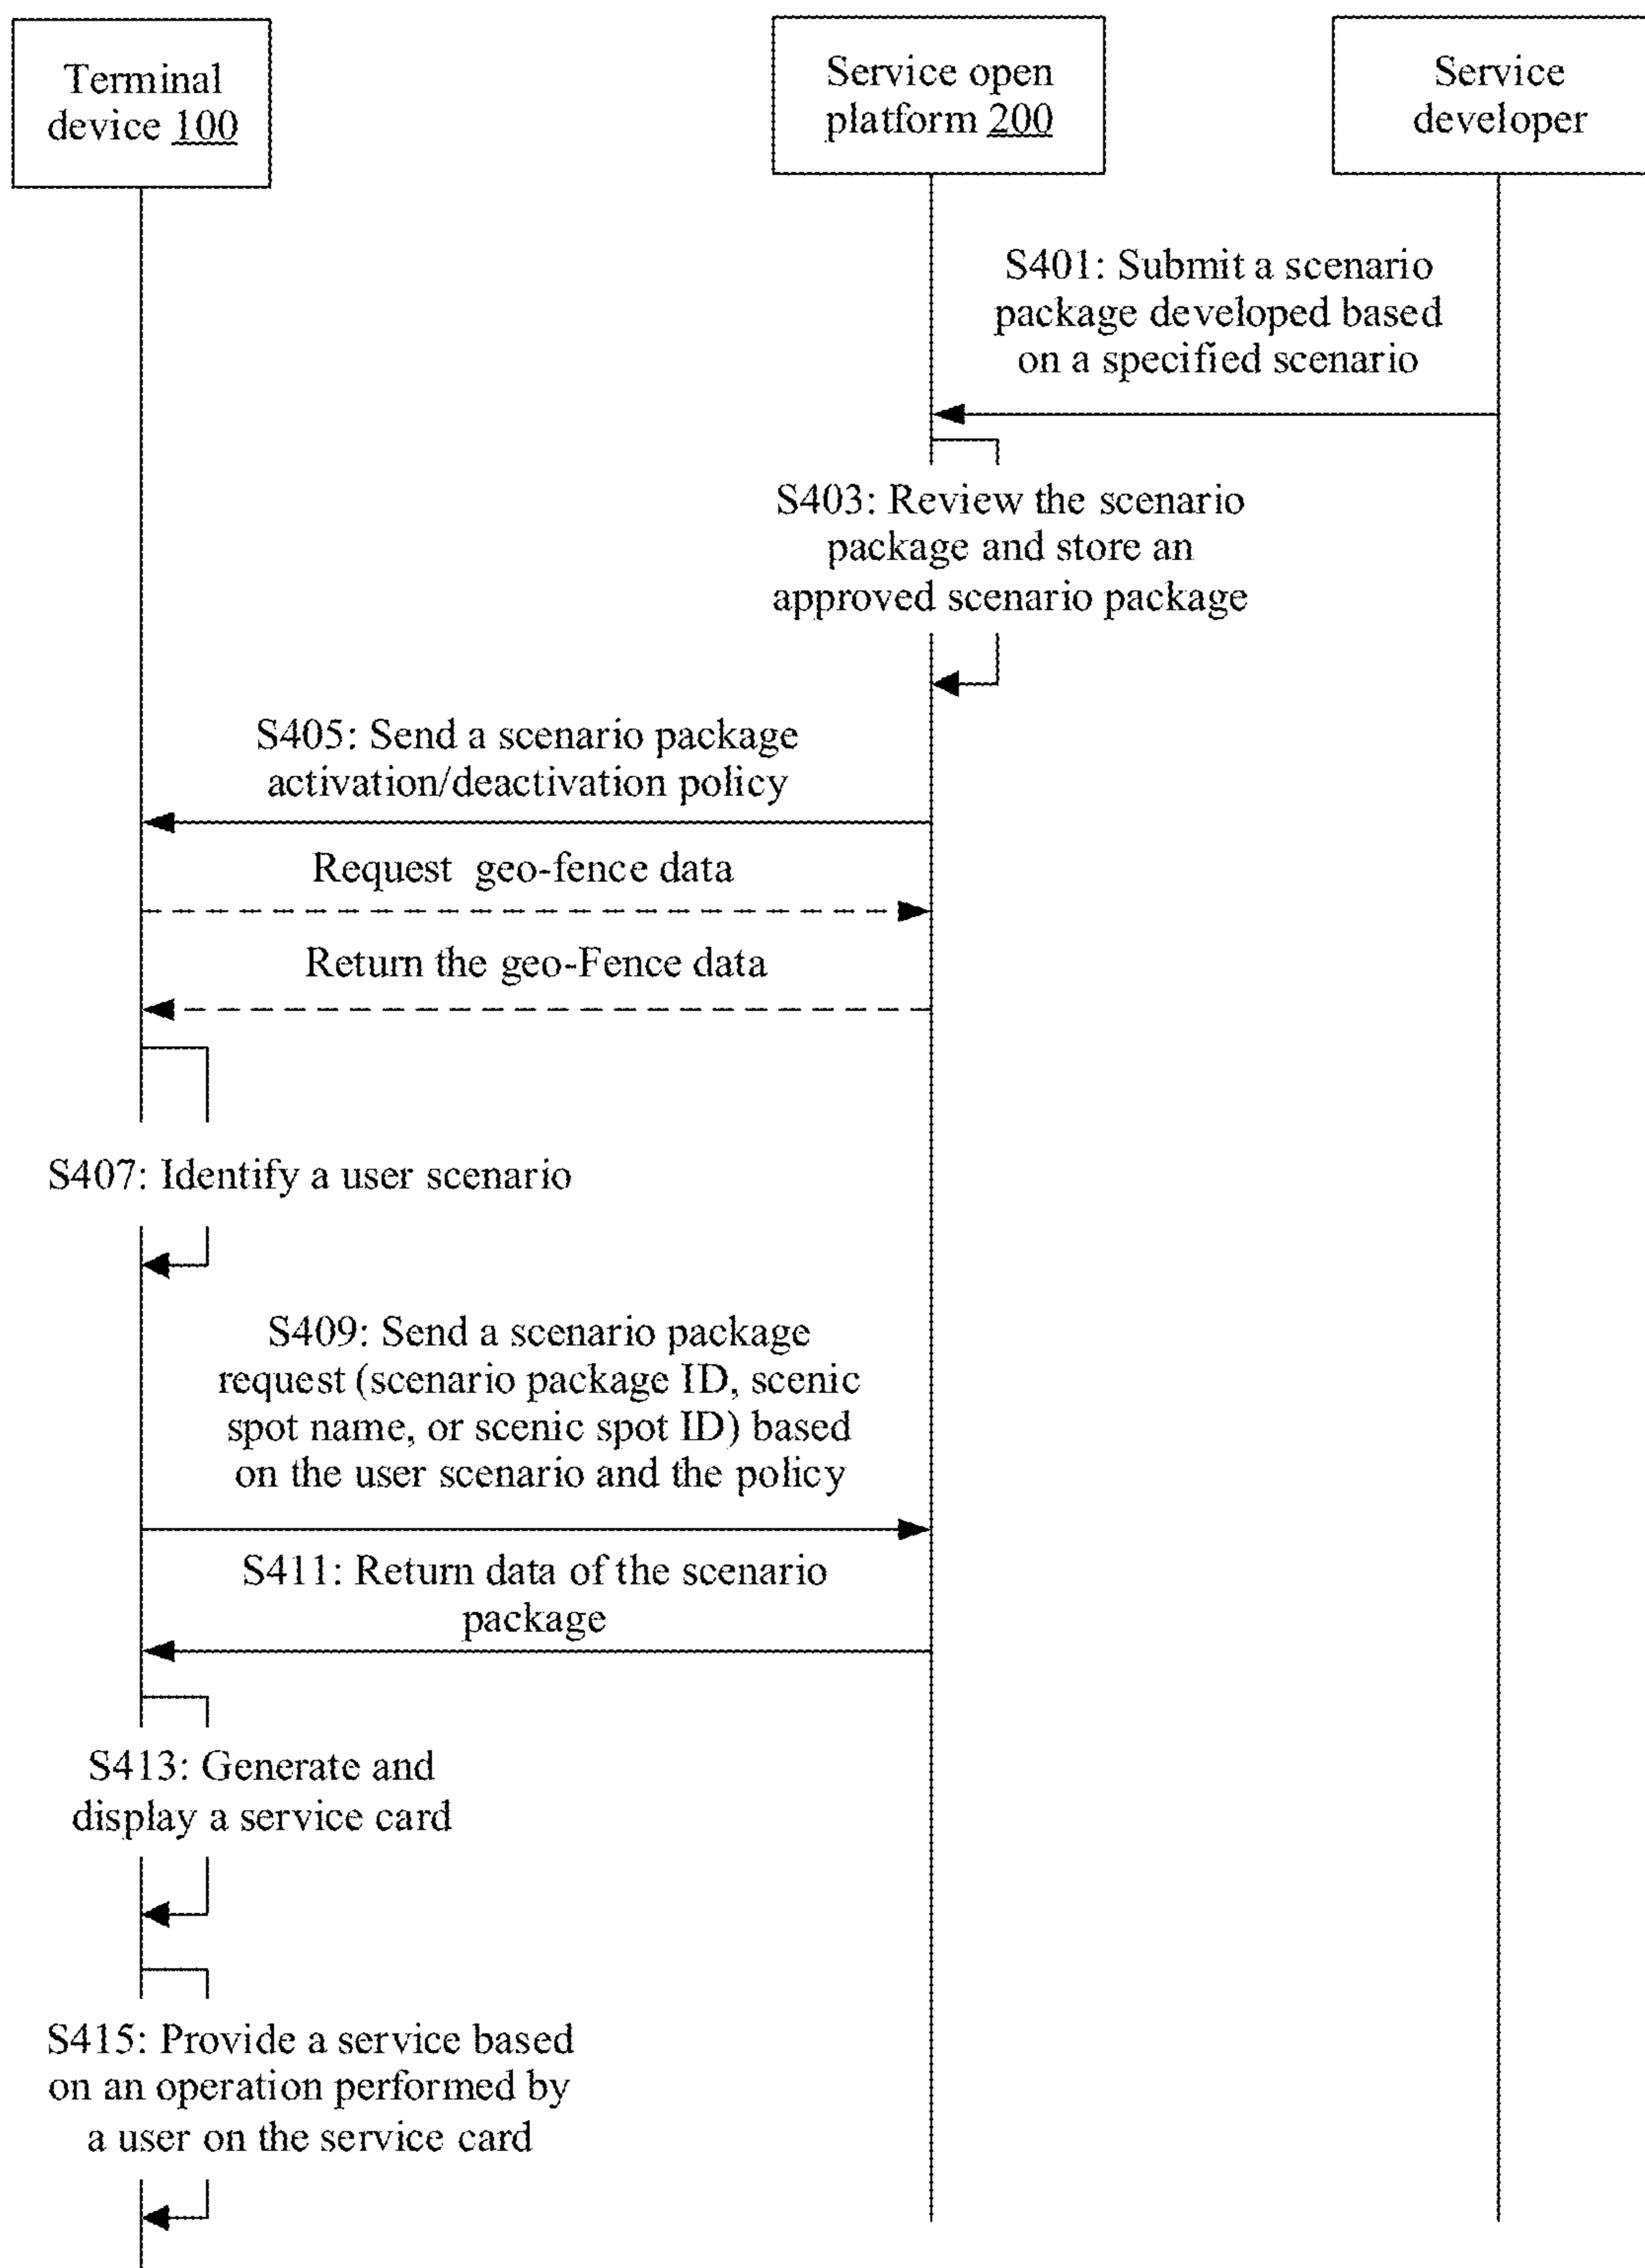 Terminal
device 100
Service open
platform 200
Service
developer
S401: Submit a scenario
package developed based
on a specified scenario
S403: Review the scenario
package and store an
approved scenario package
S405: Send a scenario package
activation/deactivation policy
Request geo-fence data
Return the geo-Fence data
S407: Identify a user scenario
S409: Send a scenario package
request (scenario package ID, scenic
spot name, or scenic spot ID) based
on the user scenario and the policy
S411: Return data of the scenario
package
S413: Generate and
display a service card
S415: Provide a service based
on an operation performed by
a user on the service card